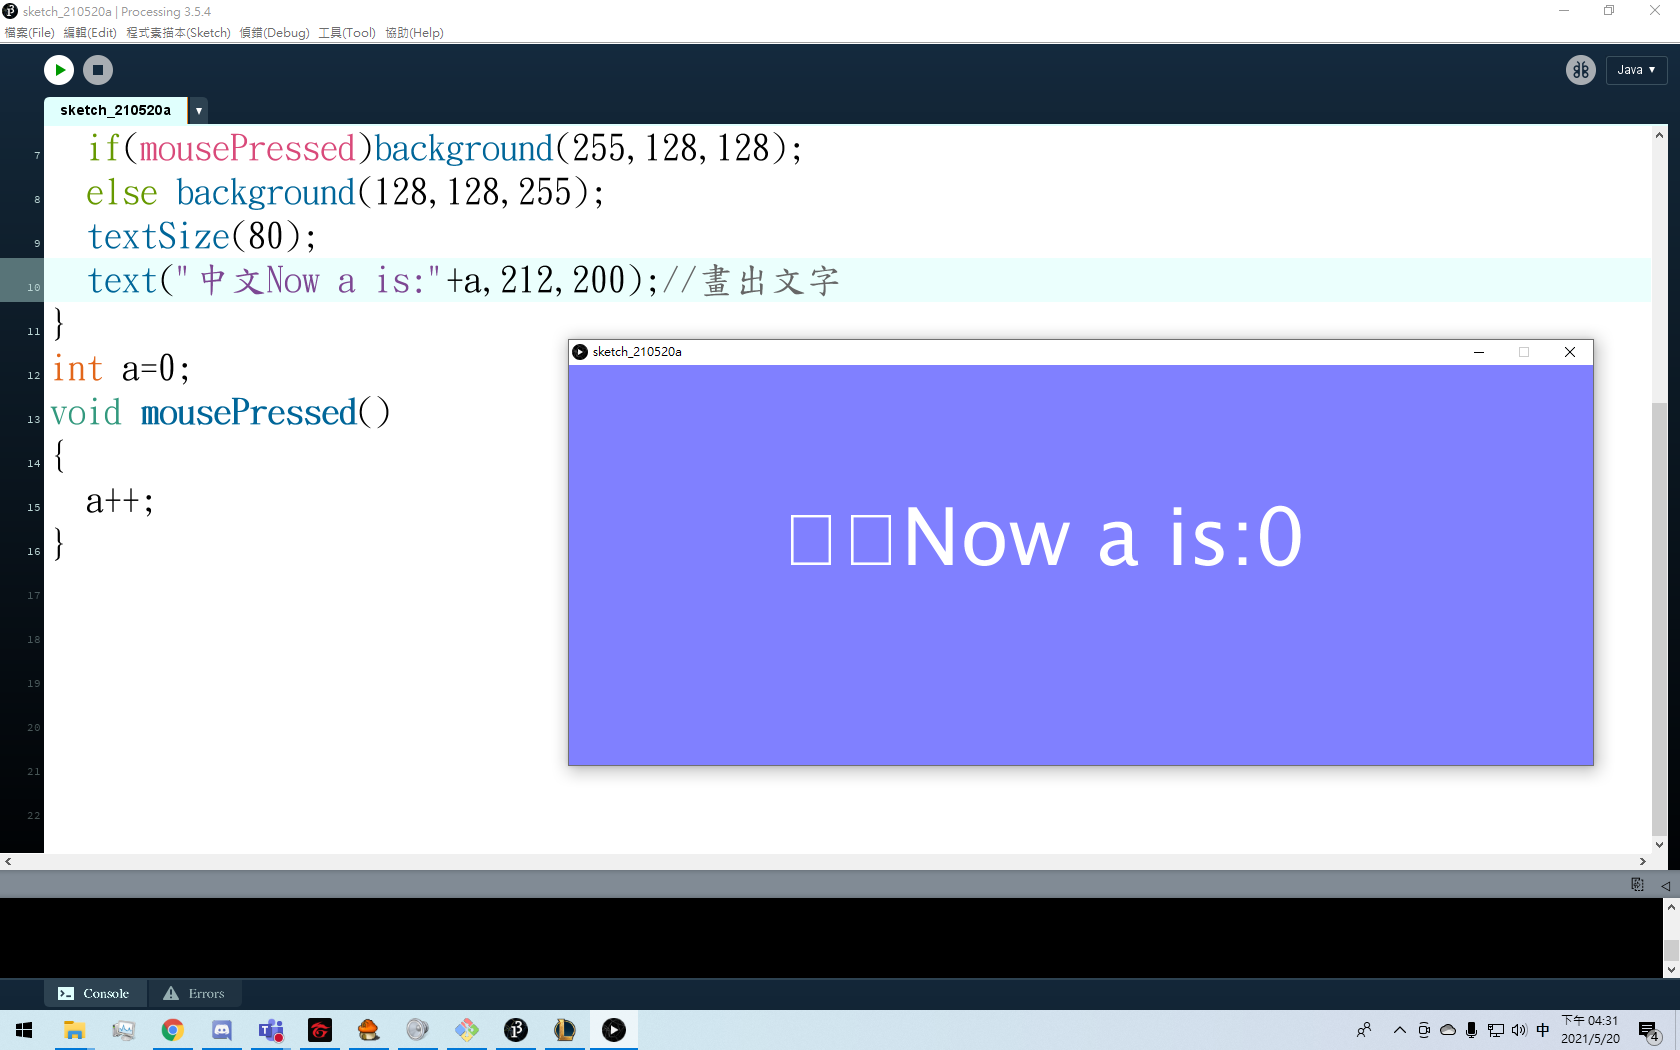 sketch_210520a | Processing 3.5.4
檔案(File) 編輯(Edit) 程式素描本(Sketch) 偵錯(Debug) 工具(Tool) 協助(Help)
Java ▼
sketch_210520a ▼
7 if(mousePressed)background(255,128,128);
8 else background(128,128,255);
9 textSize(80);
10 text("中文Now a is:"+a,212,200);//畫出文字
11 }
12 int a=0;
13 void mousePressed()
14 {
15 a++;
16 }
17
18
19
20
21
22
sketch_210520a
□□Now a is:0
Console Errors
中
下午 04:31
2021/5/20
4